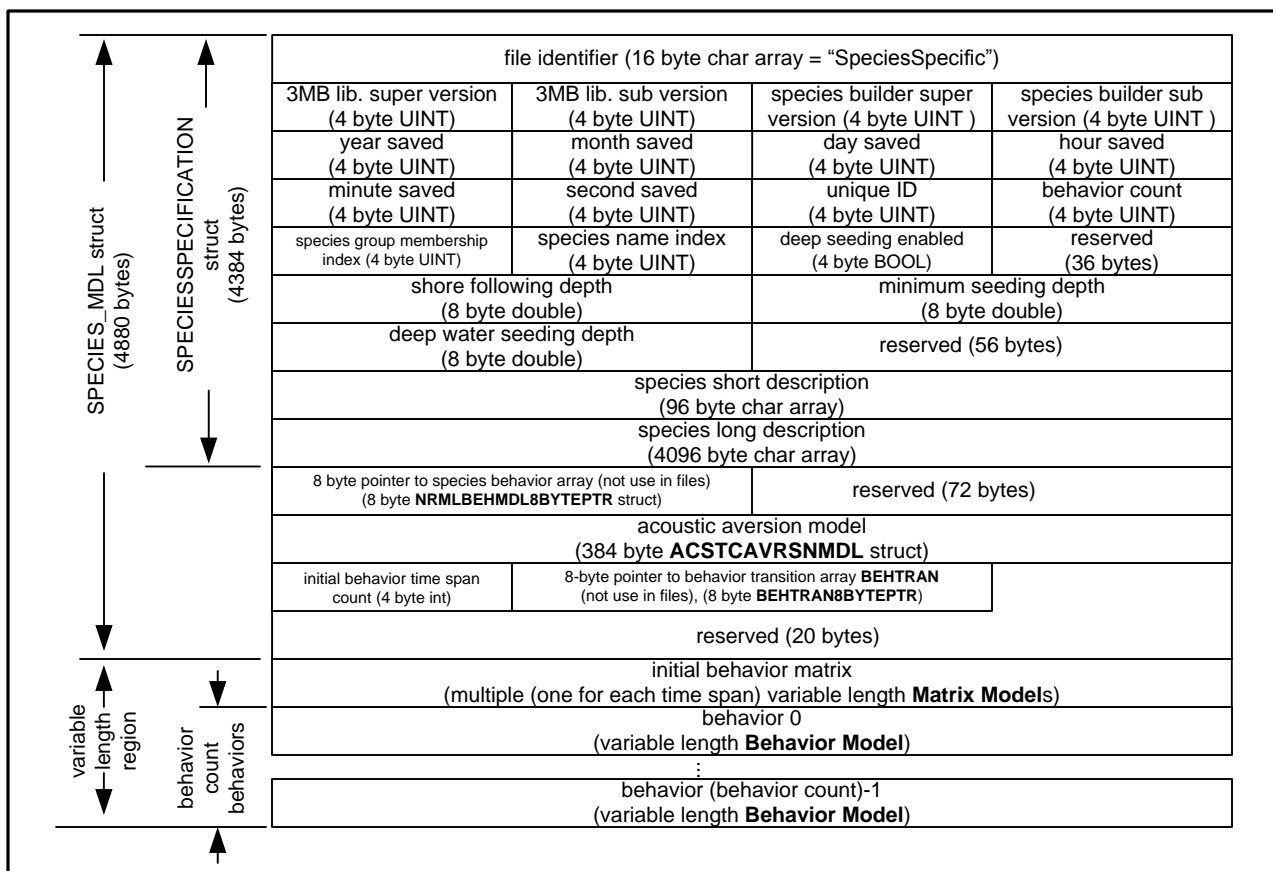 file identifier (16 byte char array = “SpeciesSpecific”)
3MB lib. super version
(4 byte UINT)
3MB lib. sub version
(4 byte UINT)
species builder super
version (4 byte UINT )
species builder sub
version (4 byte UINT )
year saved
(4 byte UINT)
month saved
(4 byte UINT)
day saved
(4 byte UINT)
hour saved
(4 byte UINT)
minute saved
(4 byte UINT)
second saved
(4 byte UINT)
unique ID
(4 byte UINT)
behavior count
(4 byte UINT)
species group membership
index (4 byte UINT)
species name index
(4 byte UINT)
deep seeding enabled
(4 byte BOOL)
reserved
(36 bytes)
shore following depth
(8 byte double)
minimum seeding depth
(8 byte double)
deep water seeding depth
(8 byte double)
reserved (56 bytes)
species short description
(96 byte char array)
species long description
(4096 byte char array)
8 byte pointer to species behavior array (not use in files)
(8 byte NRMLBEHMDL8BYTEPTR struct)
reserved (72 bytes)
acoustic aversion model
(384 byte ACSTCAVRSNMDL struct)
initial behavior time span
count (4 byte int)
8-byte pointer to behavior transition array BEHTRAN
(not use in files), (8 byte BEHTRAN8BYTEPTR)
reserved (20 bytes)
initial behavior matrix
(multiple (one for each time span) variable length Matrix Models)
behavior 0
(variable length Behavior Model)
...
behavior (behavior count)-1
(variable length Behavior Model)
SPECIES_MDL struct
(4880 bytes)
SPECIESSPECIFICATION
struct
(4384 bytes)
variable
length
region
behavior
count
behaviors